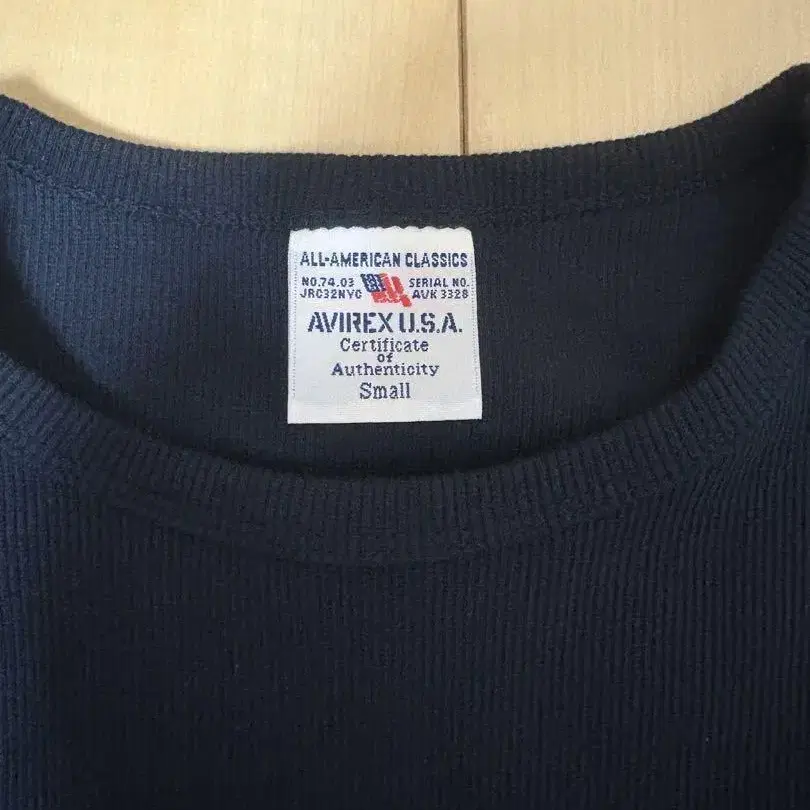 ALL-AMERICAN CLASSICS
NO.74.03 SERIAL NO.
JRC32NYC AVK 3328
AVIREX U.S.A.
Certificate
of
Authenticity
Small